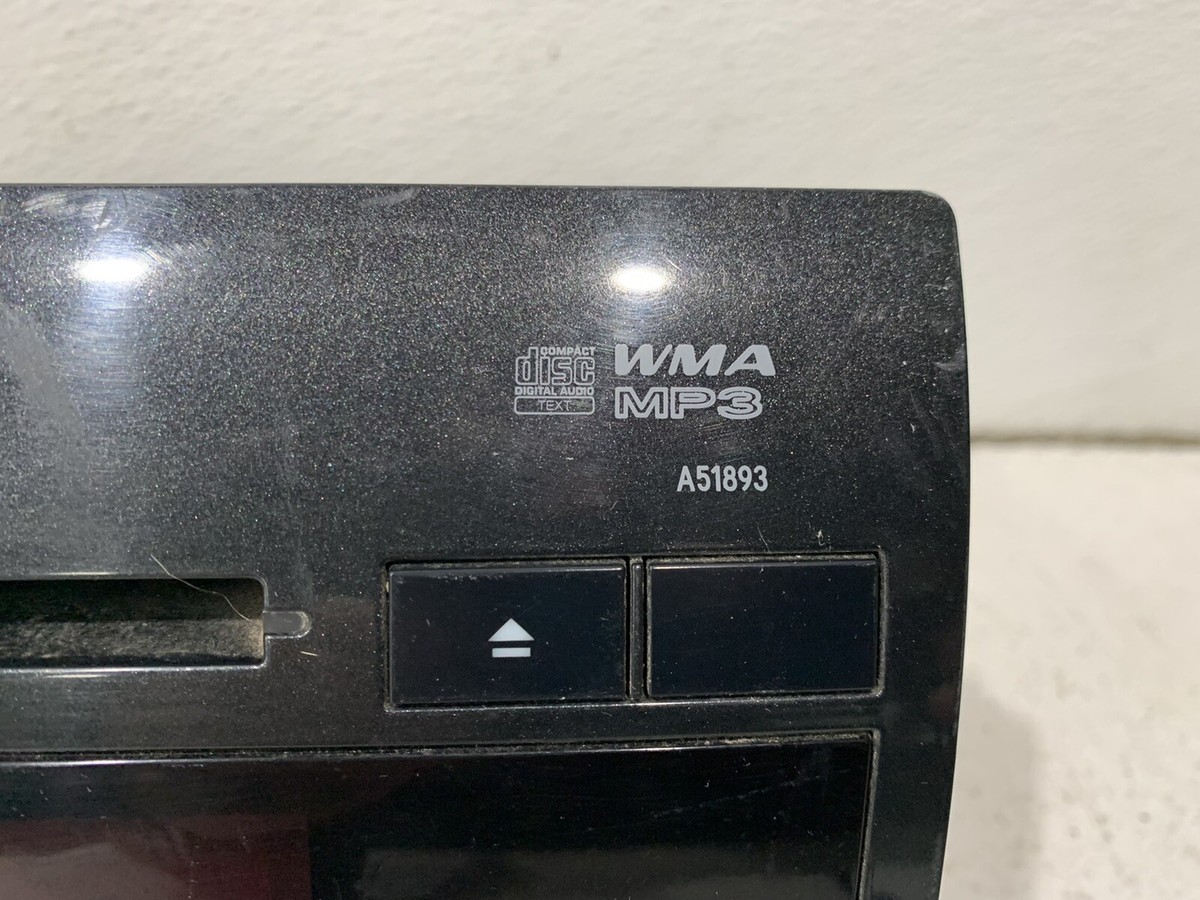 COMPACT
disc
DIGITAL AUDIO
TEXT
WMA
MP3
A51893